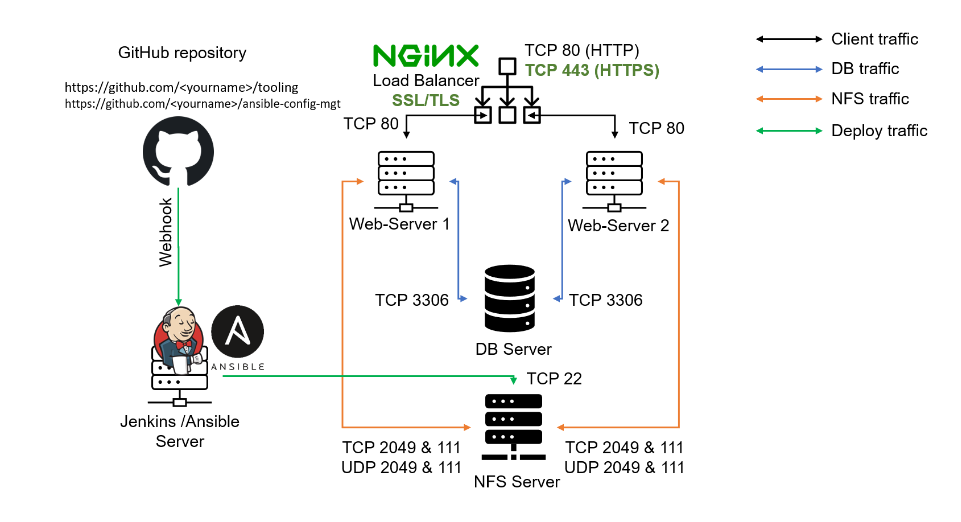 GitHub repository
https://github.com/<yourname>/tooling
https://github.com/<yourname>/ansible-config-mgt
NGINX
Load Balancer
SSL/TLS
TCP 80 (HTTP)
TCP 443 (HTTPS)
Client traffic
DB traffic
NFS traffic
Deploy traffic
TCP 80
TCP 80
Web-Server 1
Web-Server 2
Webhook
TCP 3306
TCP 3306
DB Server
A
ANSIBLE
Jenkins /Ansible
Server
TCP 22
TCP 2049 & 111
UDP 2049 & 111
TCP 2049 & 111
UDP 2049 & 111
NFS Server